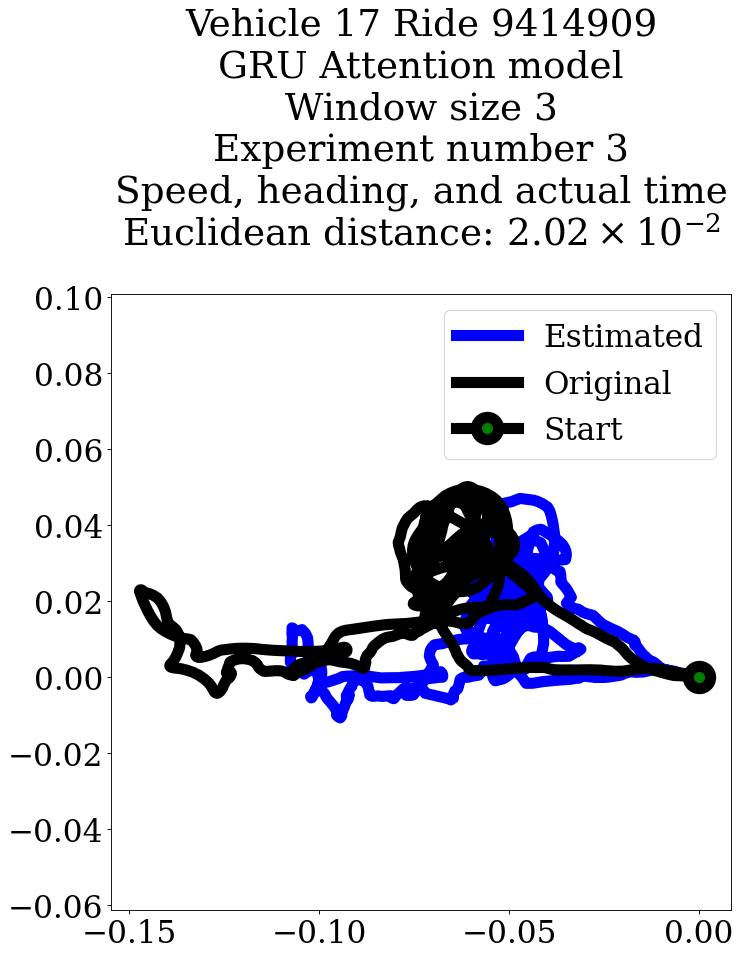 Vehicle 17 Ride 9414909
GRU Attention model
Window size 3
Experiment number 3
Speed, heading, and actual time
Euclidean distance: 2.02 × 10⁻²
Estimated
Original
Start
0.10
0.08
0.06
0.04
0.02
0.00
−0.02
−0.04
−0.06
−0.15 −0.10 −0.05 0.00